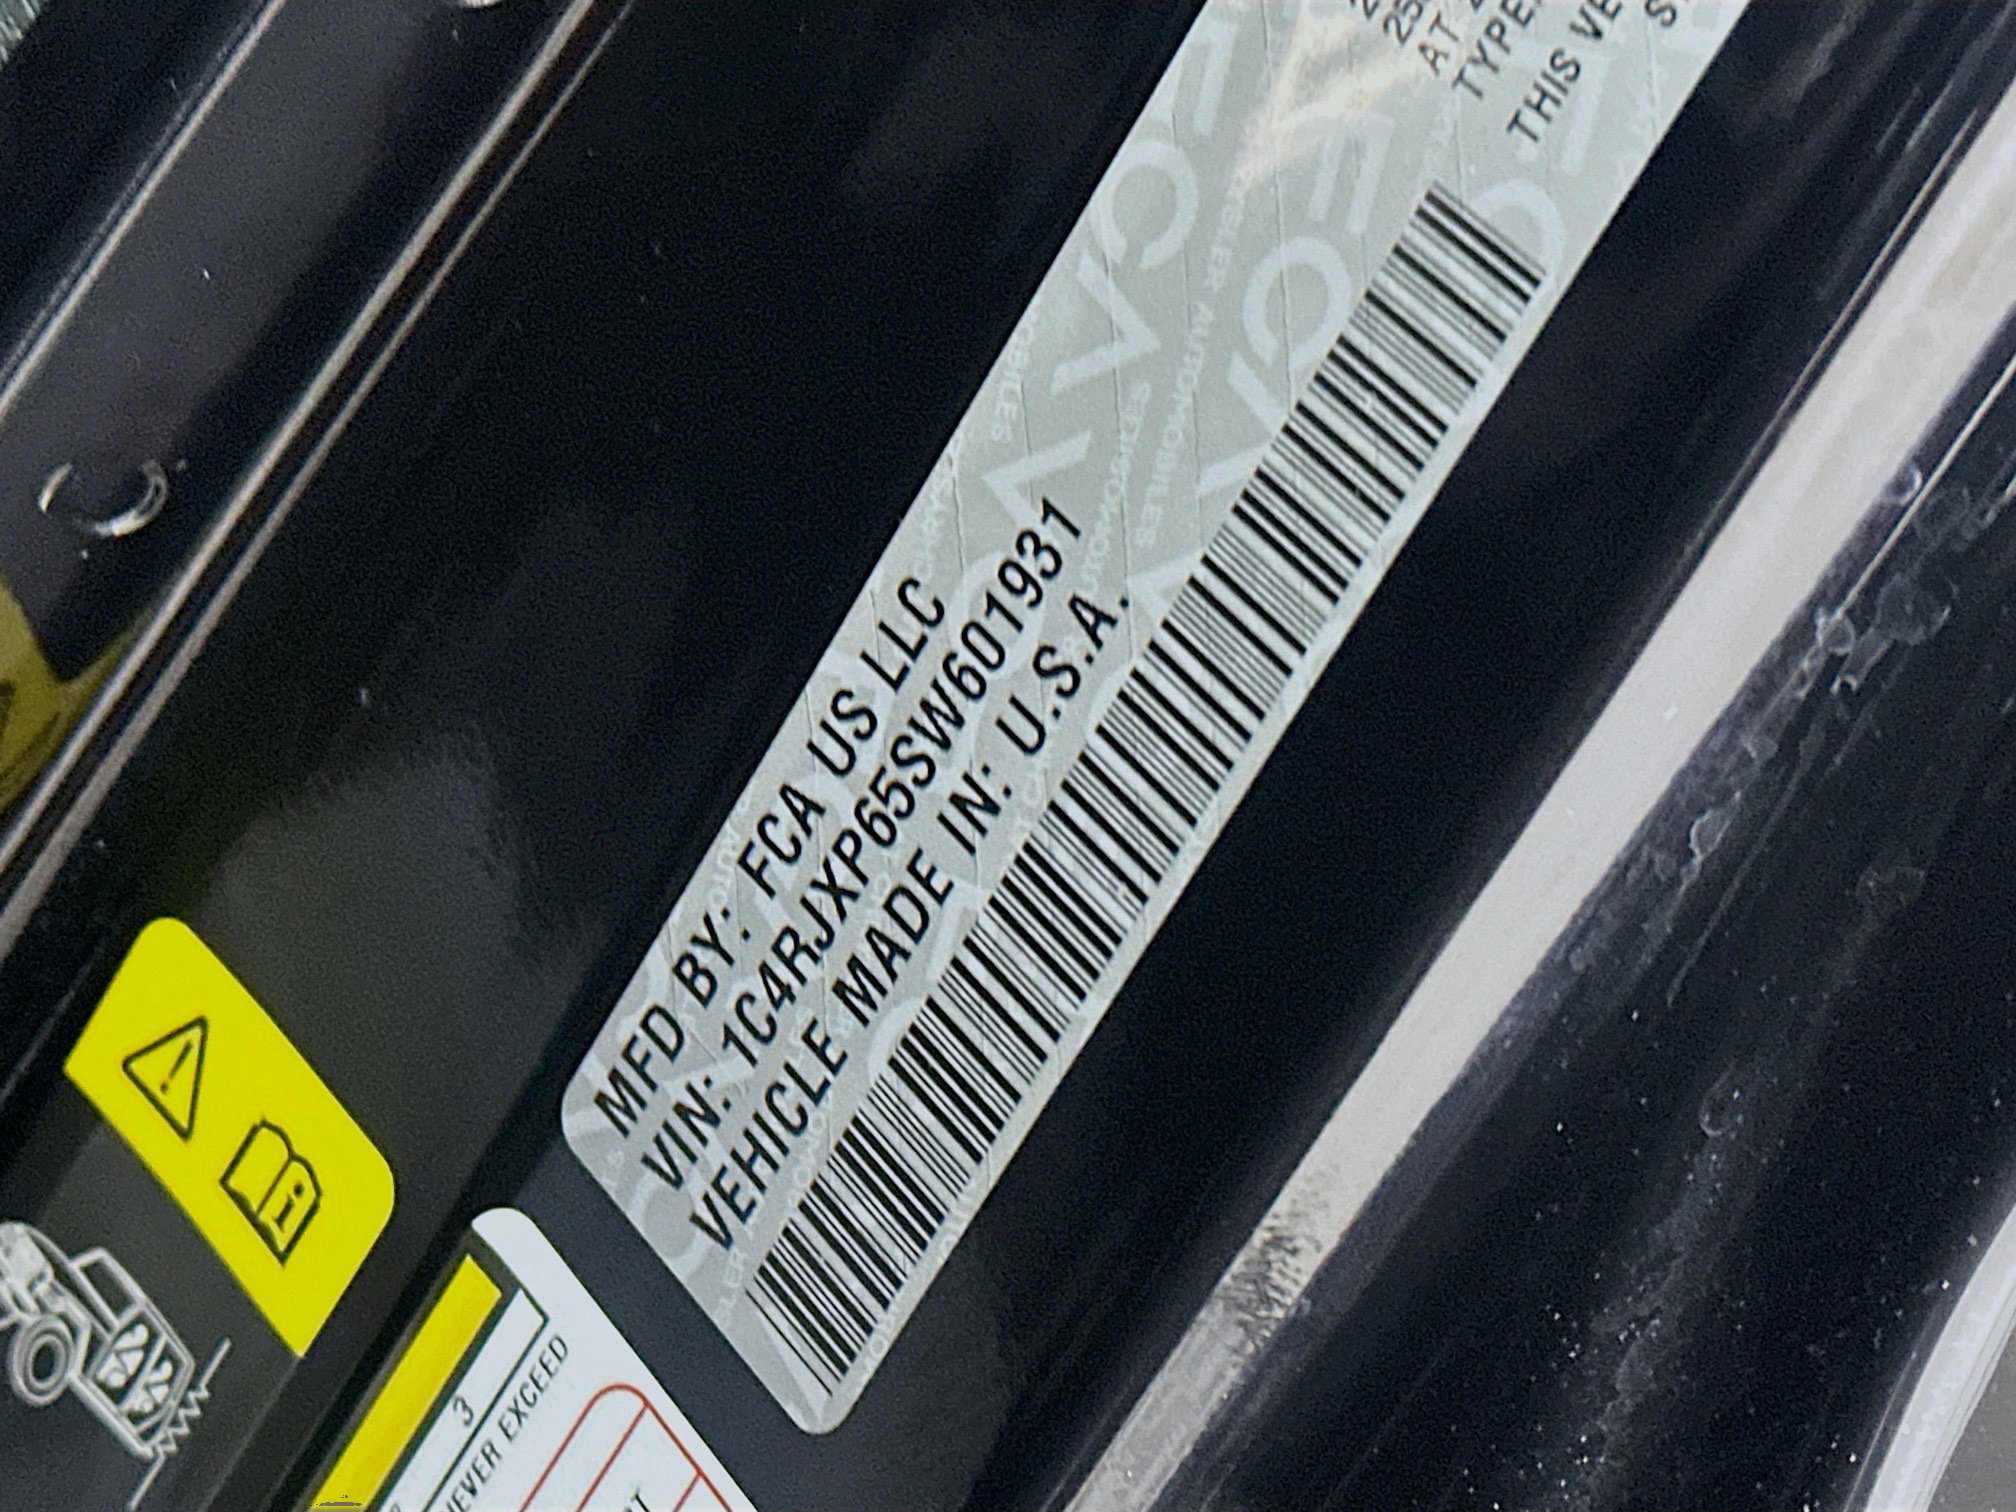 MFD BY: FCA US LLC
VIN: 1C4RJXP65SW601931
VEHICLE MADE IN: U.S.A.
AT
TYPE:
THIS VE
3
NEVER EXCEED